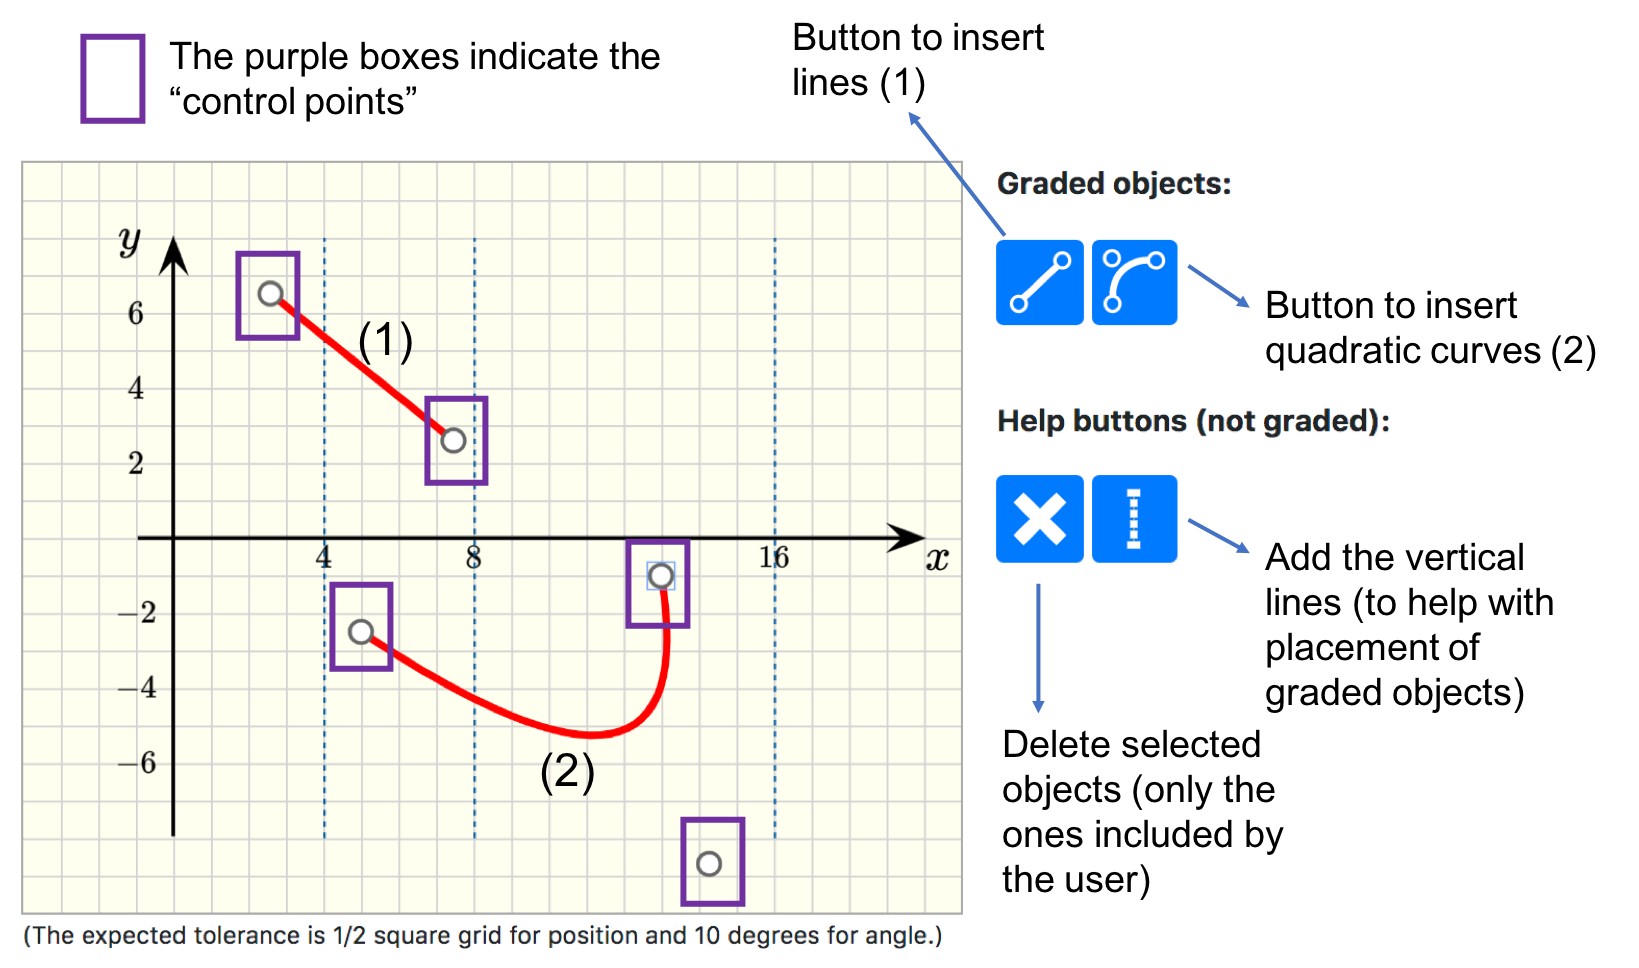 The purple boxes indicate the
“control points”
Button to insert
lines (1)
Graded objects:
Button to insert
quadratic curves (2)
Help buttons (not graded):
Add the vertical
lines (to help with
placement of
graded objects)
Delete selected
objects (only the
ones included by
the user)
y
6
(1)
4
2
4
8
16
x
−2
−4
−6
(2)
(The expected tolerance is 1/2 square grid for position and 10 degrees for angle.)